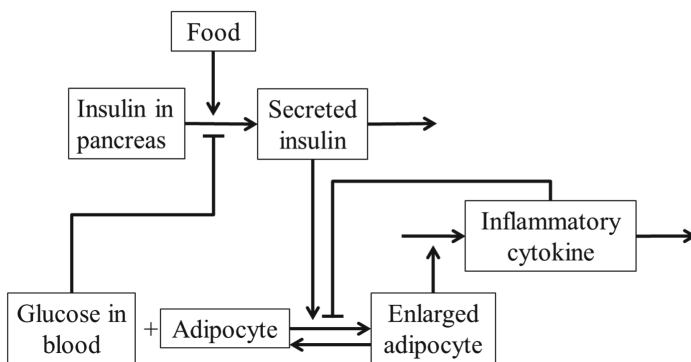 Food
Insulin in
pancreas
Secreted
insulin
Inflammatory
cytokine
Glucose in
blood
+
Adipocyte
Enlarged
adipocyte